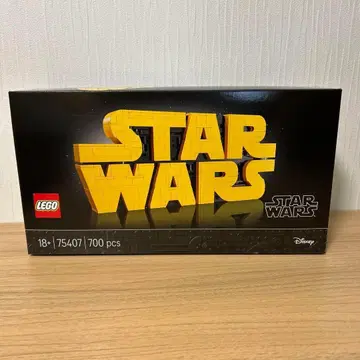 STAR
WARS
LEGO
STAR
WARS
18+ 75407 700 pcs
Disney